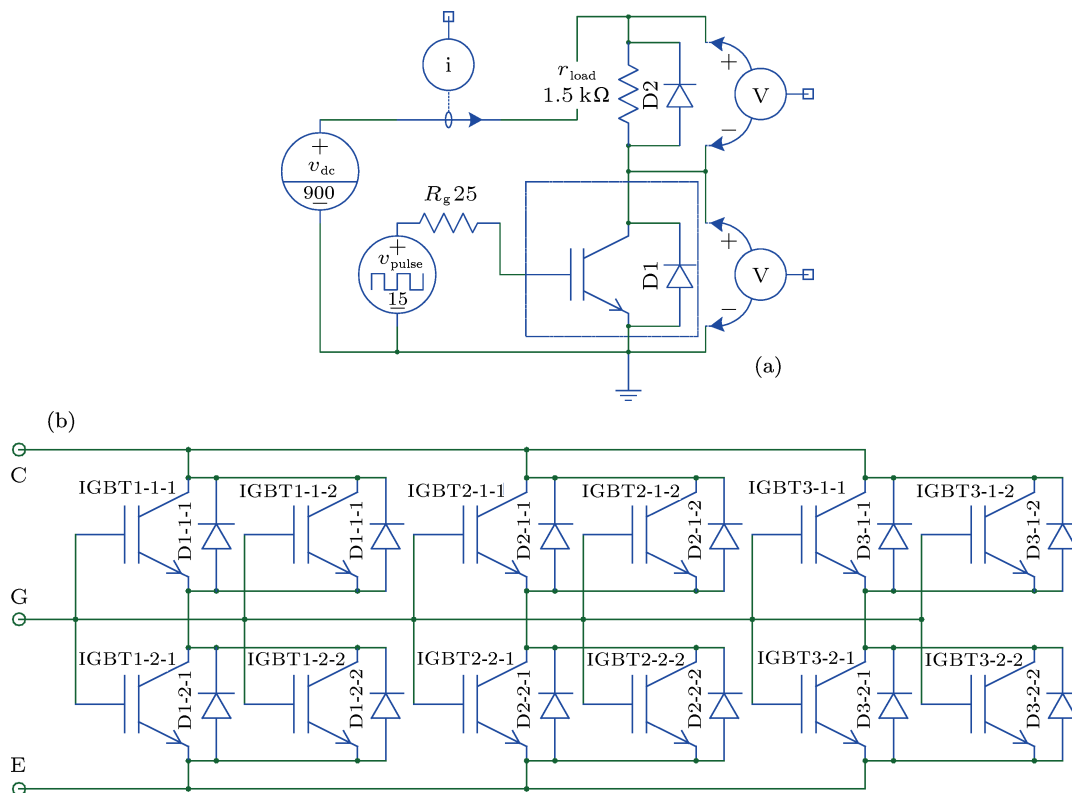 i
r_load
1.5 kΩ
D2
+
V
−
+
v_dc
900
−
R_g 25
+
v_pulse
15
−
D1
+
V
−
(a)
(b)
C
IGBT1-1-1
D1-1-1
IGBT1-1-2
D1-1-1
IGBT2-1-1
D2-1-1
IGBT2-1-2
D2-1-2
IGBT3-1-1
D3-1-1
IGBT3-1-2
D3-1-2
G
IGBT1-2-1
D1-2-1
IGBT1-2-2
D1-2-2
IGBT2-2-1
D2-2-1
IGBT2-2-2
D2-2-2
IGBT3-2-1
D3-2-1
IGBT3-2-2
D3-2-2
E